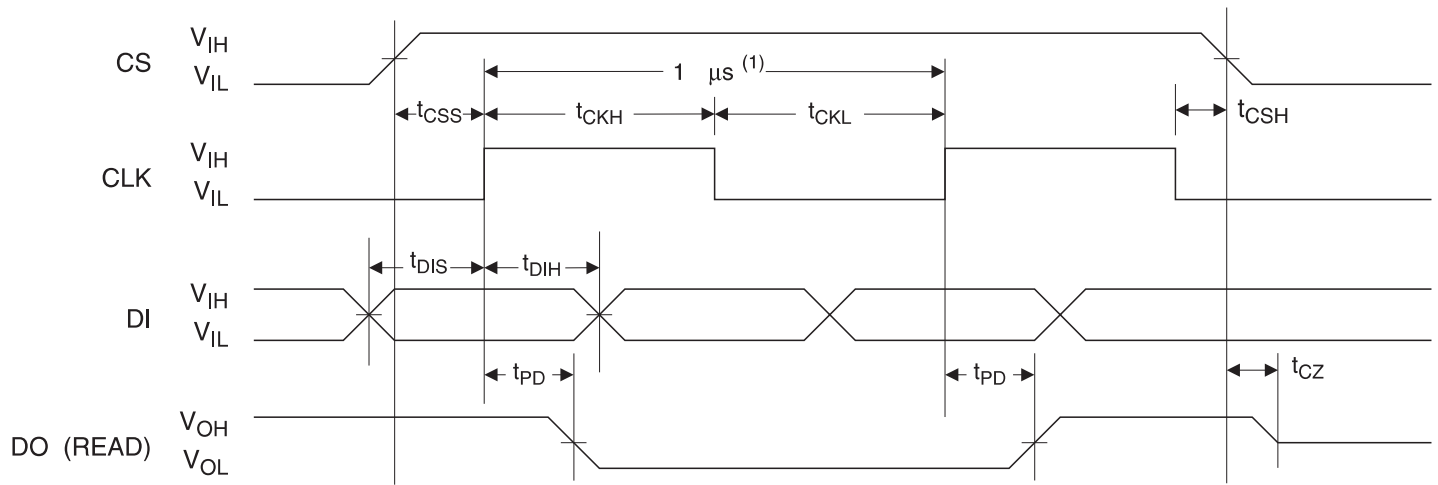 CS
V_IH
V_IL
1 μs (1)
t_CSS
t_CKH
t_CKL
t_CSH
CLK
V_IH
V_IL
t_DIS
t_DIH
DI
V_IH
V_IL
t_PD
t_PD
t_CZ
DO (READ)
V_OH
V_OL